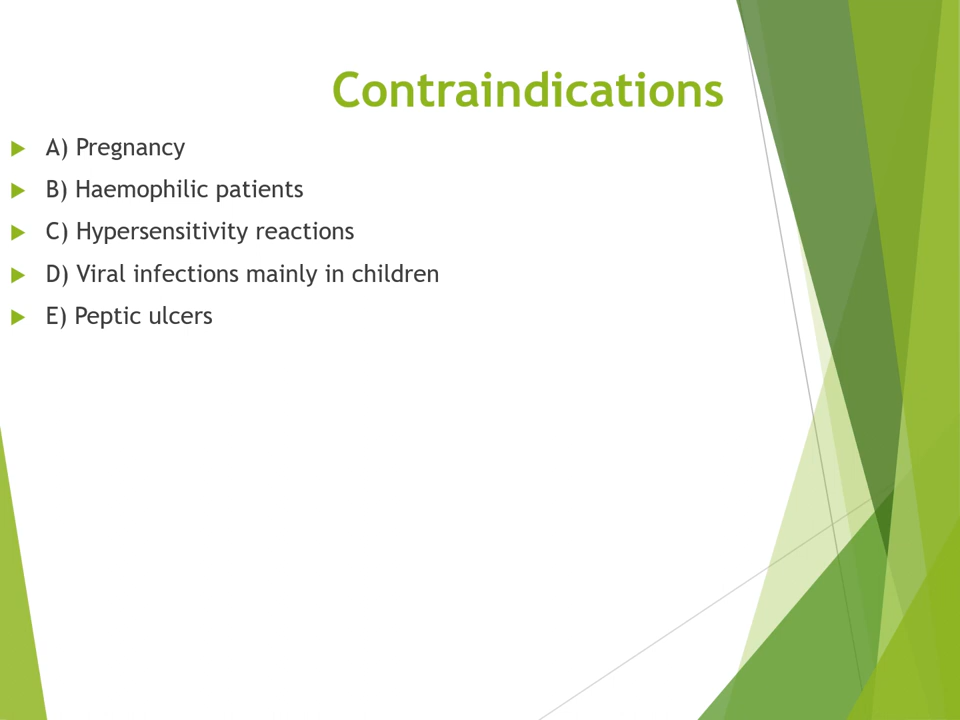 Contraindications
A) Pregnancy
B) Haemophilic patients
C) Hypersensitivity reactions
D) Viral infections mainly in children
E) Peptic ulcers